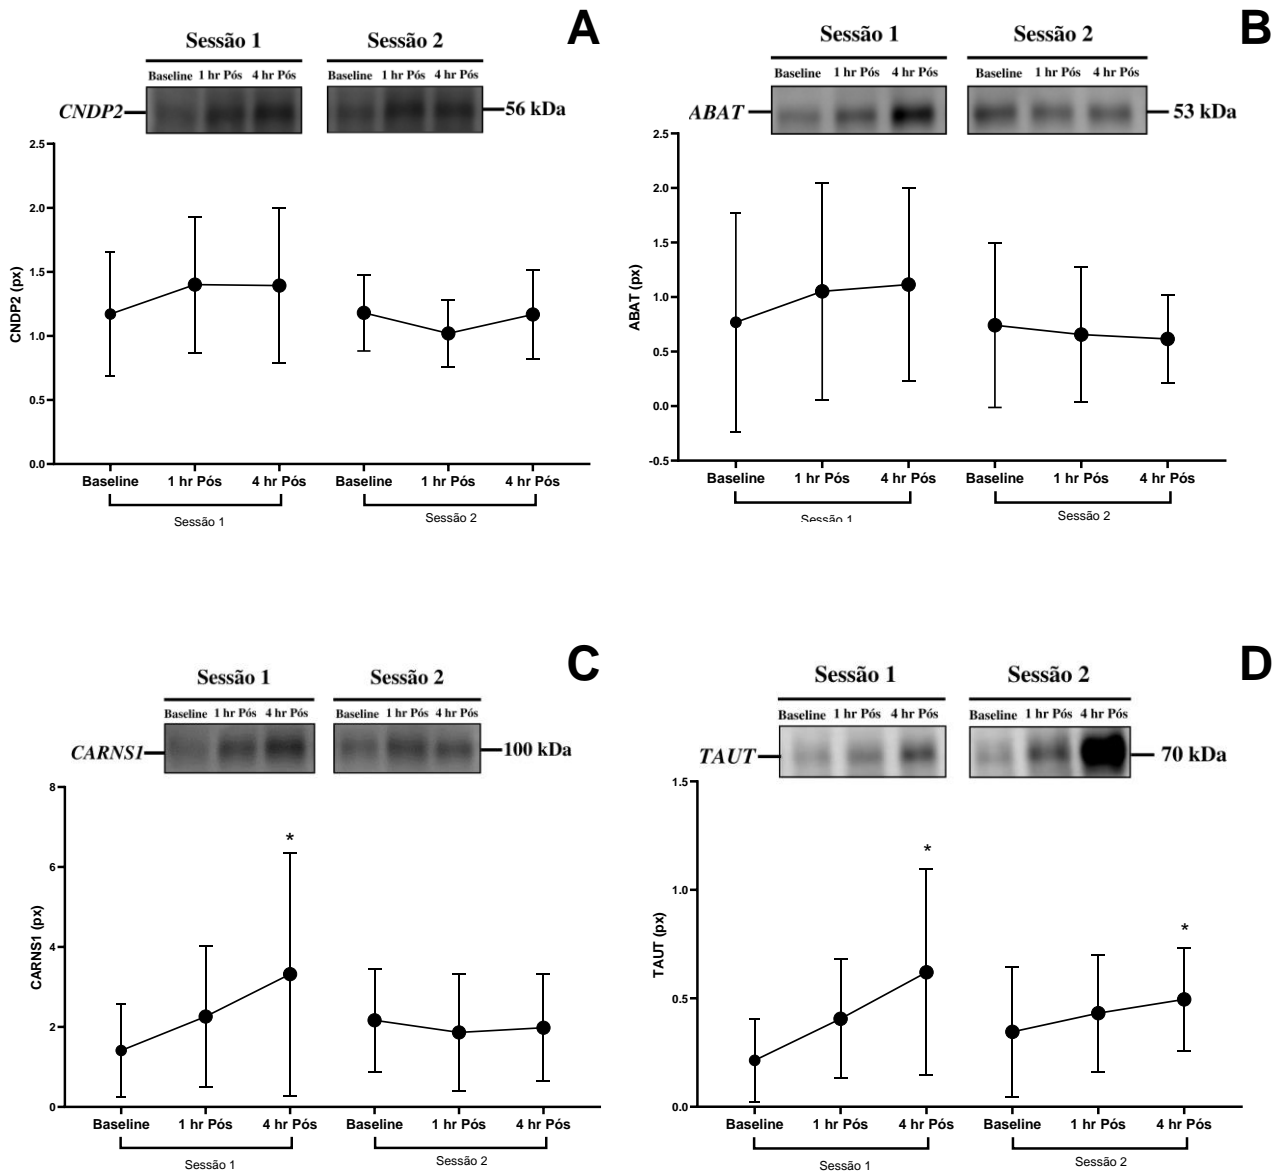 A
Sessão 1 Sessão 2
Baseline 1 hr Pós 4 hr Pós Baseline 1 hr Pós 4 hr Pós
CNDP2 56 kDa
2.5
2.0
1.5
1.0
0.5
0.0
CNDP2 (px)
Baseline 1 hr Pós 4 hr Pós Baseline 1 hr Pós 4 hr Pós
Sessão 1 Sessão 2
B
Sessão 1 Sessão 2
Baseline 1 hr Pós 4 hr Pós Baseline 1 hr Pós 4 hr Pós
ABAT 53 kDa
2.5
2.0
1.5
1.0
0.5
0.0
-0.5
ABAT (px)
Baseline 1 hr Pós 4 hr Pós Baseline 1 hr Pós 4 hr Pós
Sessão 1 Sessão 2
C
Sessão 1 Sessão 2
Baseline 1 hr Pós 4 hr Pós Baseline 1 hr Pós 4 hr Pós
CARNS1 100 kDa
8
6
4
2
0
CARNS1 (px)
*
Baseline 1 hr Pós 4 hr Pós Baseline 1 hr Pós 4 hr Pós
Sessão 1 Sessão 2
D
Sessão 1 Sessão 2
Baseline 1 hr Pós 4 hr Pós Baseline 1 hr Pós 4 hr Pós
TAUT 70 kDa
1.5
1.0
0.5
0.0
TAUT (px)
*
*
Baseline 1 hr Pós 4 hr Pós Baseline 1 hr Pós 4 hr Pós
Sessão 1 Sessão 2